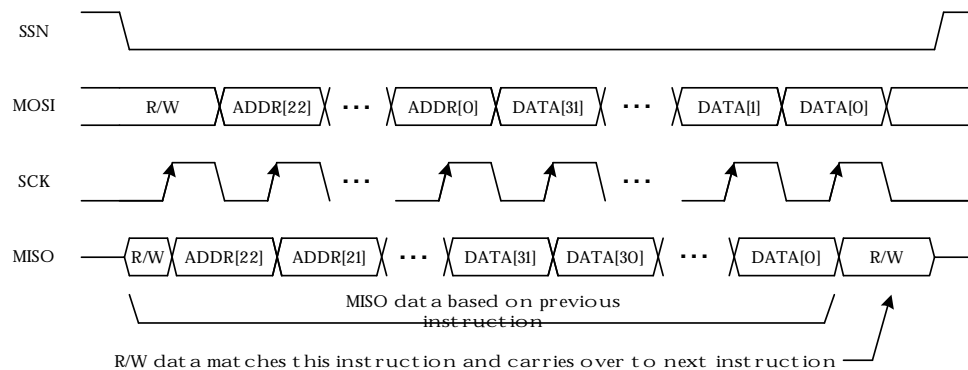 SSN
MOSI R/W ADDR[22] ... ADDR[0] DATA[31] ... DATA[1] DATA[0]
SCK ... ...
MISO R/W ADDR[22] ADDR[21] ... DATA[31] DATA[30] ... DATA[0] R/W
MISO data based on previous
instruction
R/W data matches this instruction and carries over to next instruction